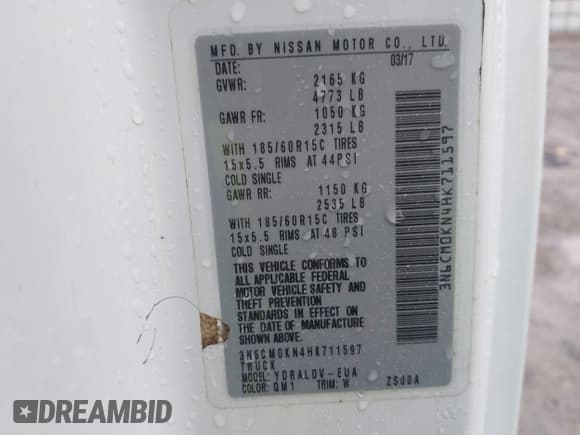 MFD. BY NISSAN MOTOR CO., LTD.
DATE: 03/17
GVWR: 2165 KG
4773 LB
GAWR FR: 1050 KG
2315 LB
WITH 185/60R15C TIRES
15x5.5 RIMS AT 44PSI
COLD SINGLE
GAWR RR: 1150 KG
2535 LB
WITH 185/60R15C TIRES
15x5.5 RIMS AT 48 PSI
COLD SINGLE
THIS VEHICLE CONFORMS TO
ALL APPLICABLE FEDERAL
MOTOR VEHICLE SAFETY AND
THEFT PREVENTION
STANDARDS IN EFFECT ON
THE DATE OF MANUFACTURE
SHOWN ABOVE.
3N6CM0KN4HK711597
TRUCK
MODEL: YDRALDV-EUA
COLOR: QM1 TRIM: W ZS00A
3N6CM0KN4HK711597
DREAMBID